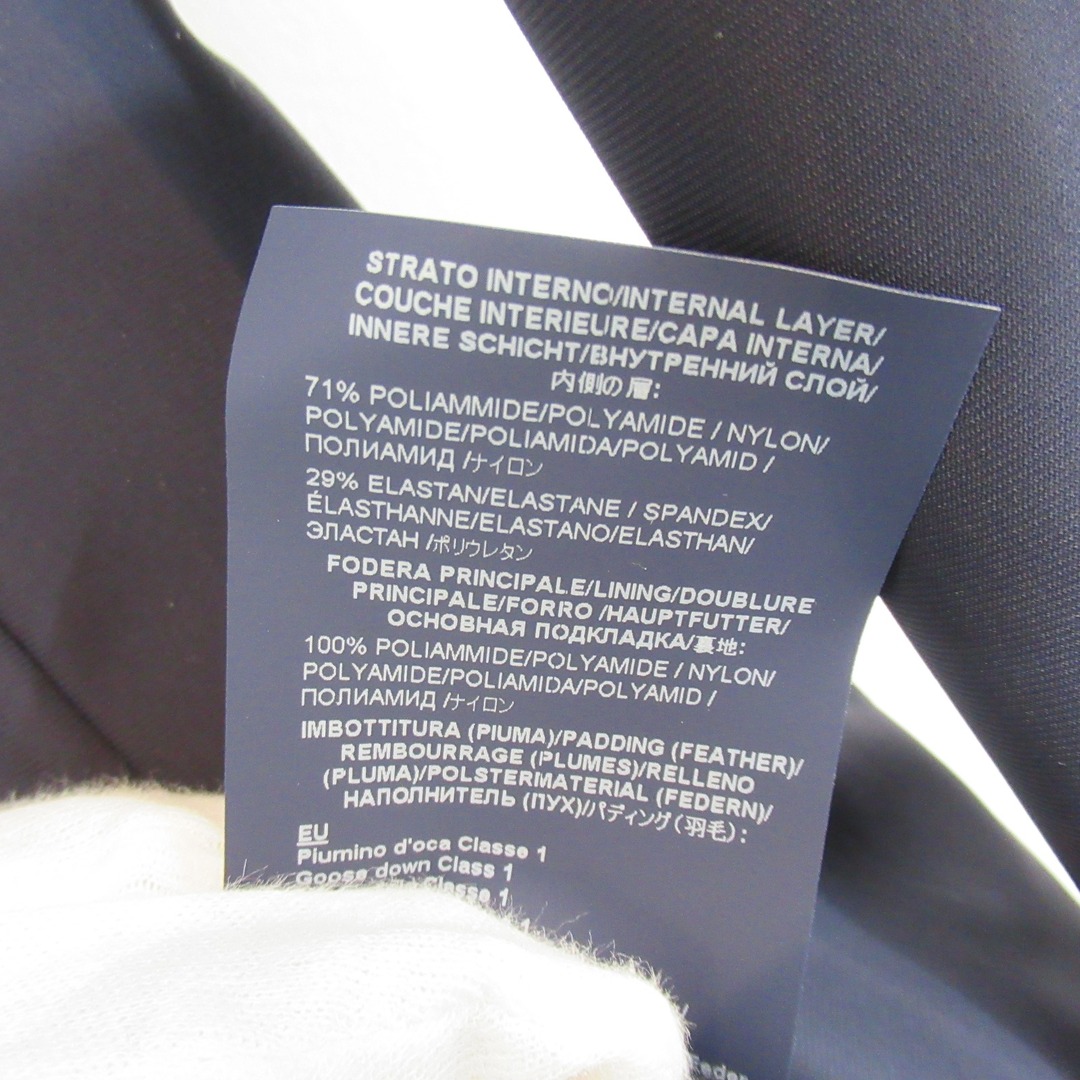 STRATO INTERNO/INTERNAL LAYER/
COUCHE INTERIEURE/CAPA INTERNA/
INNERE SCHICHT/ВНУТРЕННИЙ СЛОЙ/
内側の層:
71% POLIAMMIDE/POLYAMIDE / NYLON/
POLYAMIDE/POLIAMIDA/POLYAMID /
ПОЛИАМИД /ナイロン
29% ELASTAN/ELASTANE / SPANDEX/
ÉLASTHANNE/ELASTANO/ELASTHAN/
ЭЛАСТАН /ポリウレタン
FODERA PRINCIPALE/LINING/DOUBLURE
PRINCIPALE/FORRO /HAUPTFUTTER/
ОСНОВНАЯ ПОДКЛАДКА/裏地:
100% POLIAMMIDE/POLYAMIDE / NYLON/
POLYAMIDE/POLIAMIDA/POLYAMID /
ПОЛИАМИД /ナイロン
IMBOTTITURA (PIUMA)/PADDING (FEATHER)/
REMBOURRAGE (PLUMES)/RELLENO
(PLUMA)/POLSTERMATERIAL (FEDERN)/
НАПОЛНИТЕЛЬ (ПУХ)/パディング(羽毛):
EU
Piumino d'oca Classe 1
Goose down Class 1
Classe 1
1